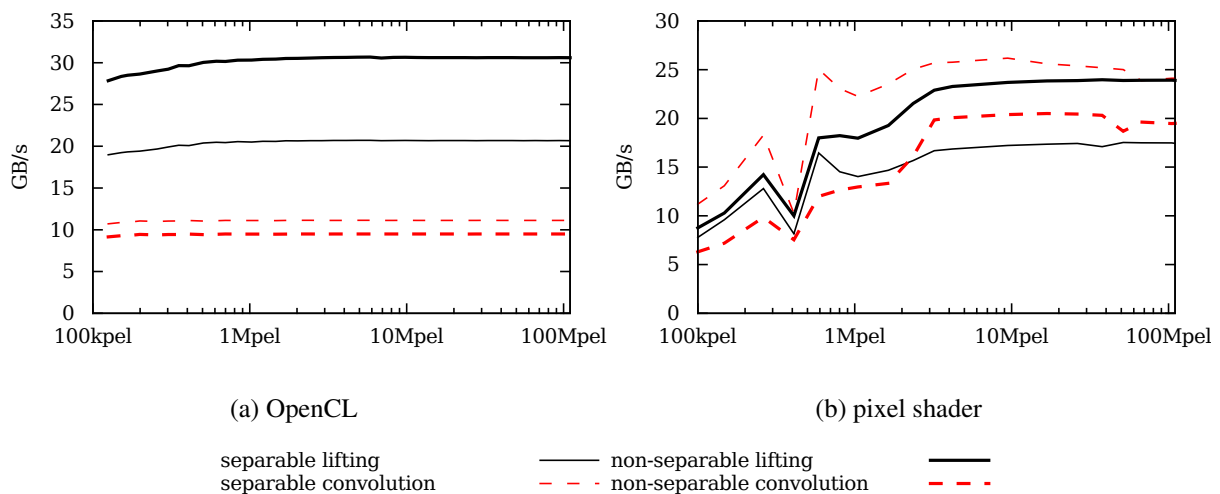 35
30
25
20
15
10
5
0
GB/s
100kpel 1Mpel 10Mpel 100Mpel
(a) OpenCL
30
25
20
15
10
5
0
GB/s
100kpel 1Mpel 10Mpel 100Mpel
(b) pixel shader
separable lifting non-separable lifting
separable convolution non-separable convolution